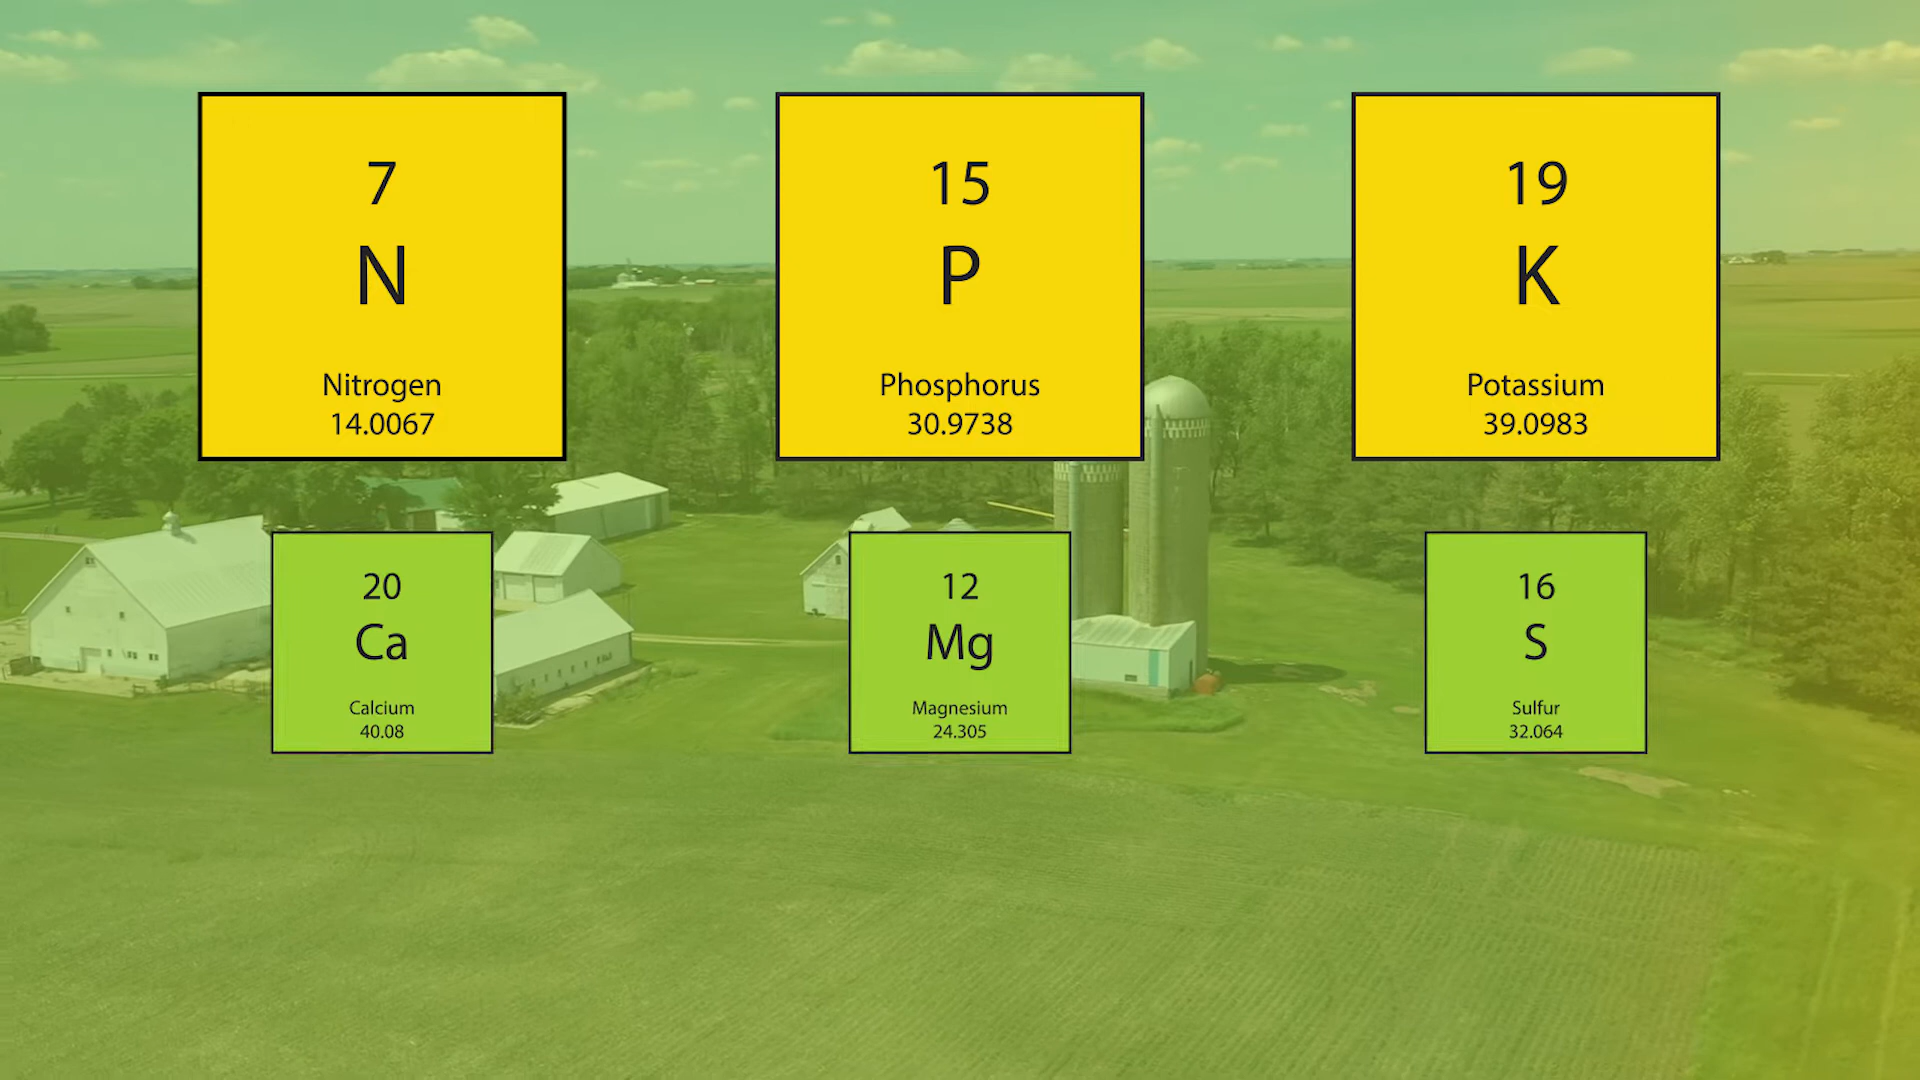 7
N
Nitrogen
14.0067
15
P
Phosphorus
30.9738
19
K
Potassium
39.0983
20
Ca
Calcium
40.08
12
Mg
Magnesium
24.305
16
S
Sulfur
32.064